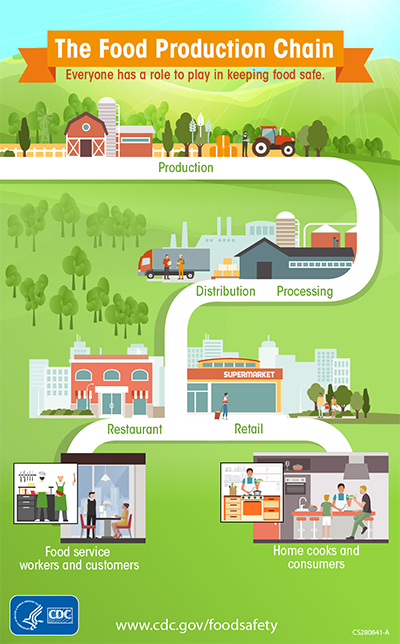 The Food Production Chain
Everyone has a role to play in keeping food safe.
Production
Distribution
Processing
SUPERMARKET
Restaurant
Retail
Food service
workers and customers
Home cooks and
consumers
CDC
www.cdc.gov/foodsafety
CS280841-A